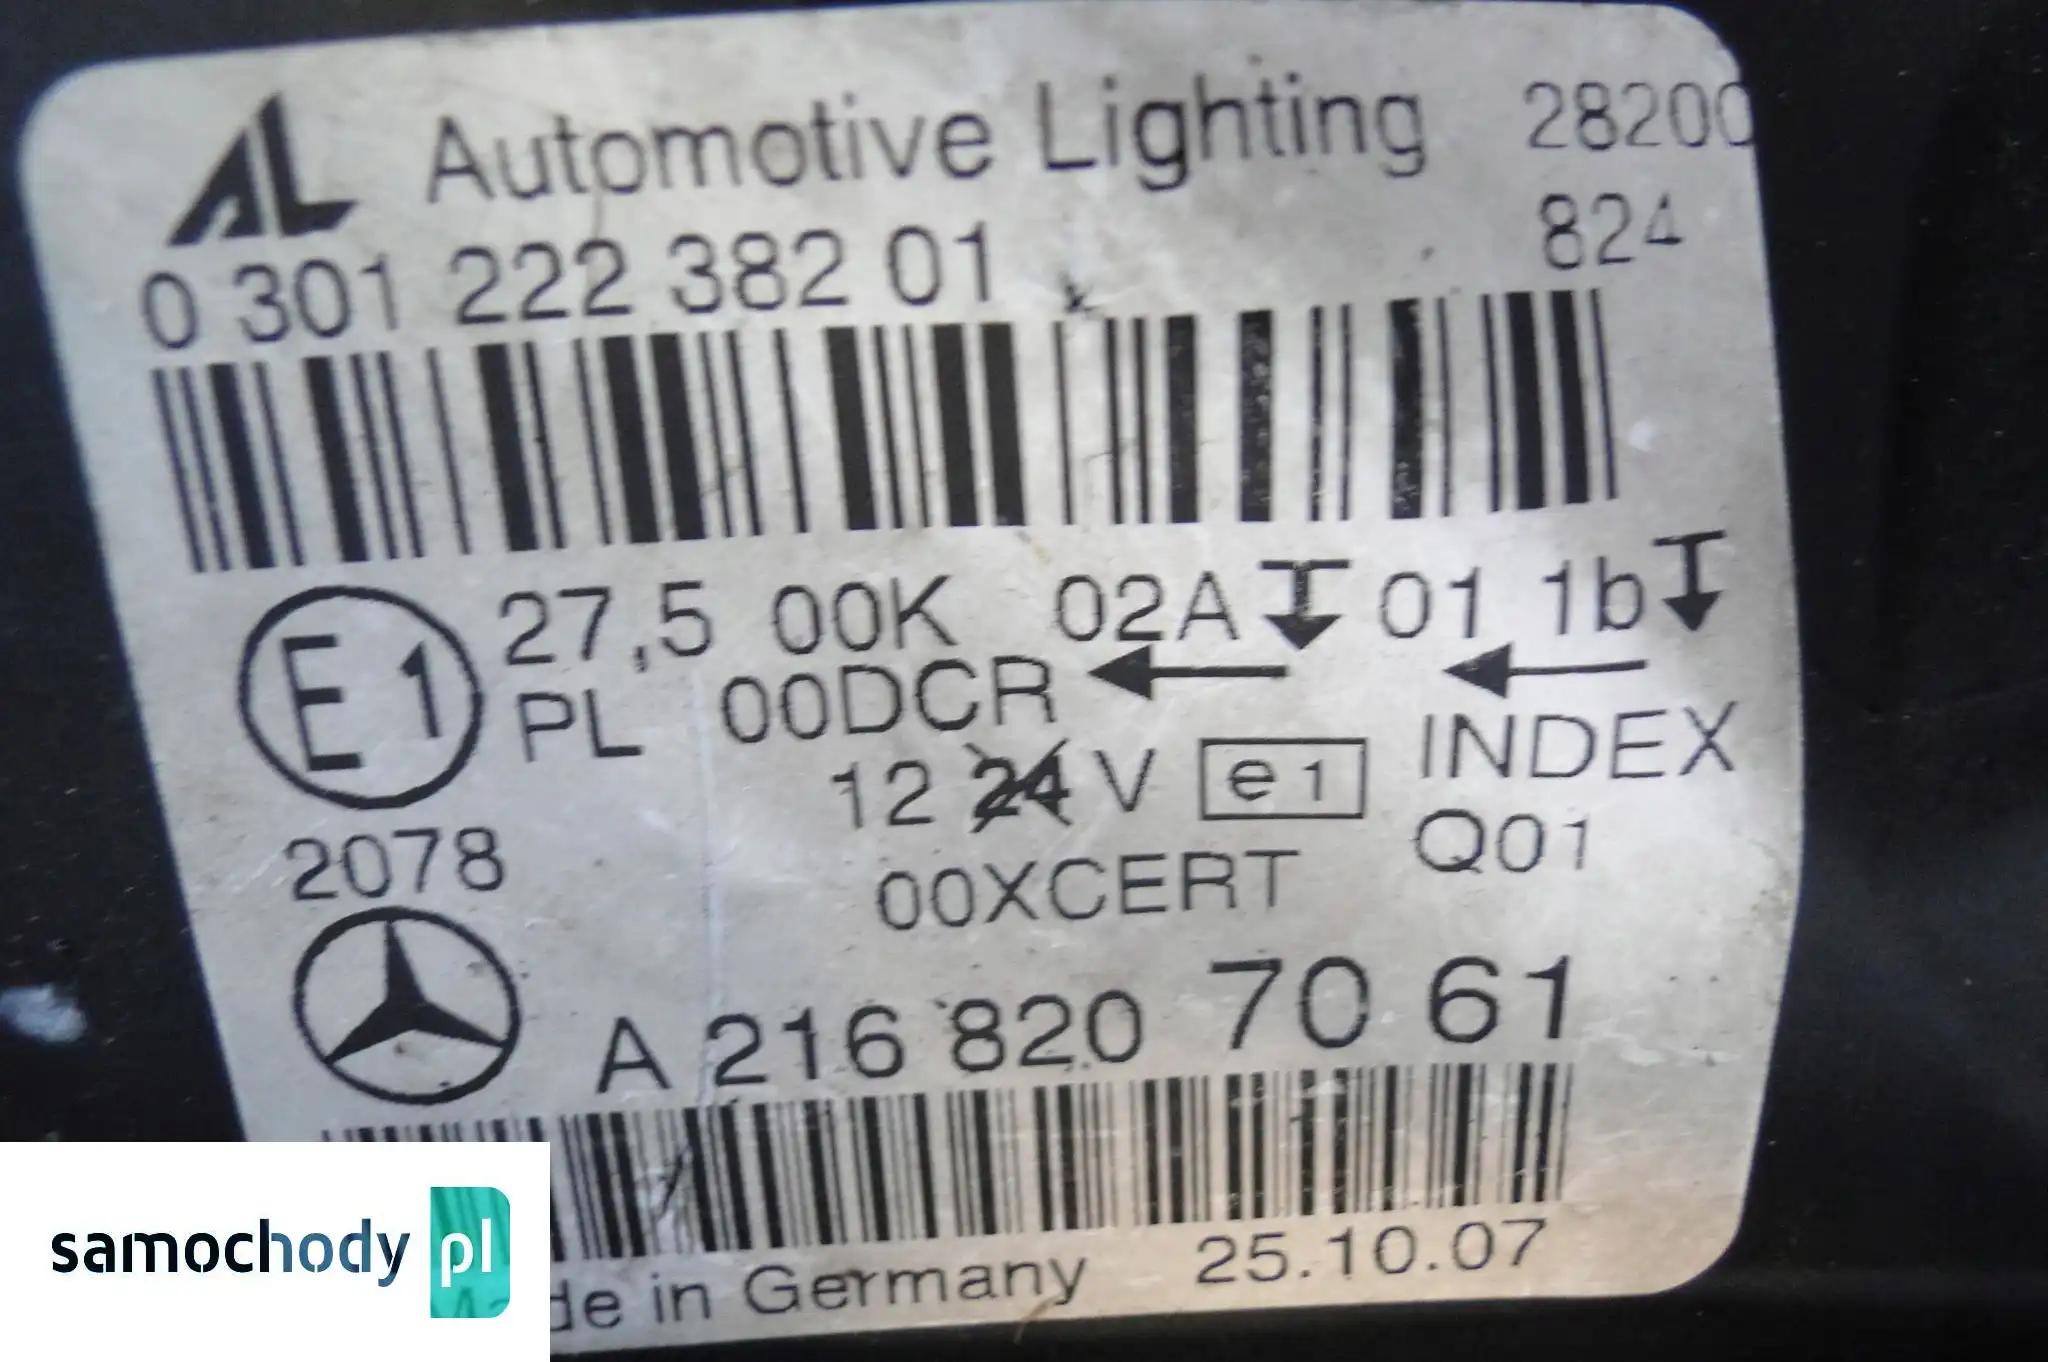 AL Automotive Lighting 28200
824
0 301 222 382 01
E1 27,5 00K 02A 01 1b
PL 00DCR
12 24 V e1 INDEX
2078 00XCERT Q01
A 216 820 70 61
in Germany 25.10.07
samochody pl